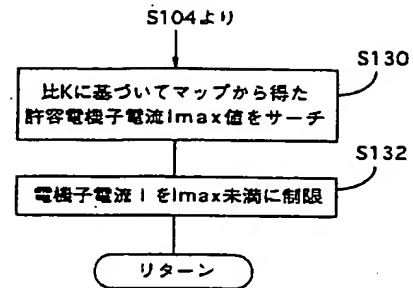 S104より
S130
比Kに基づいてマップから得た
許容電機子電流Imax値をサーチ
S132
電機子電流IをImax未満に制限
リターン